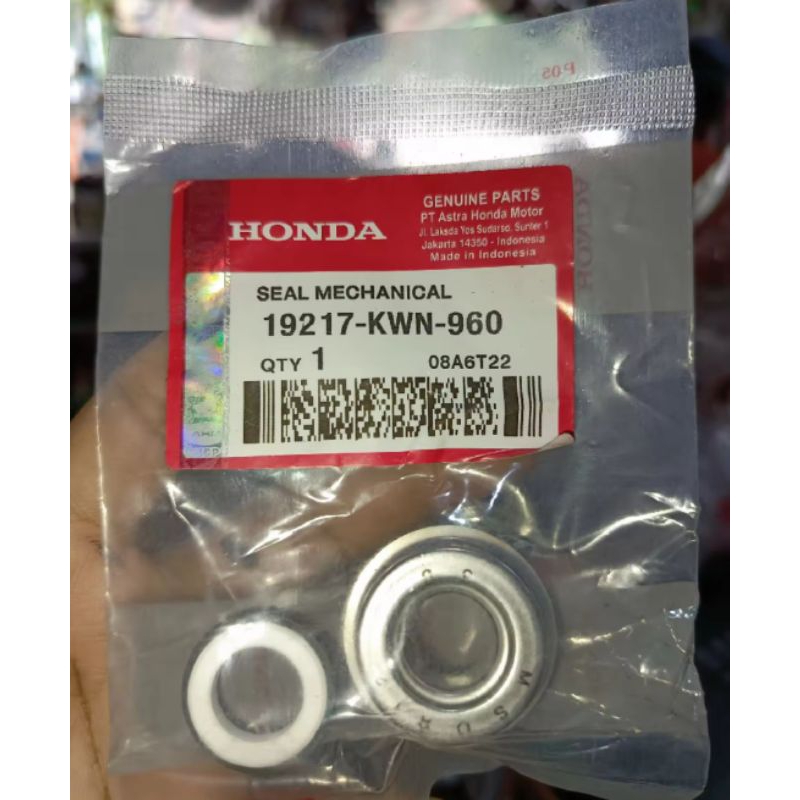 HONDA
GENUINE PARTS
PT Astra Honda Motor
Jl. Laksda Yos Sudarso, Sunter 1
Jakarta 14350 - Indonesia
Made in Indonesia
SEAL MECHANICAL
19217-KWN-960
QTY 1
08A6T22
P.05